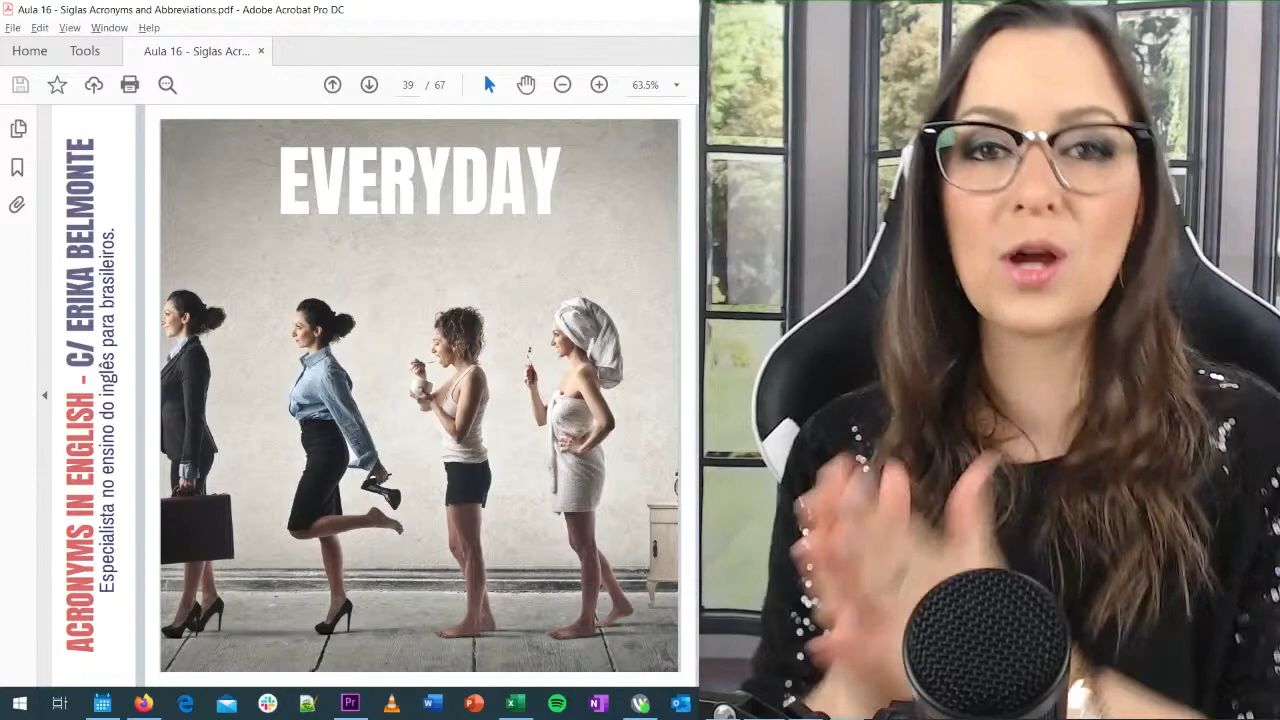 Aula 16 - Siglas Acronyms and Abbreviations.pdf - Adobe Acrobat Pro DC
File Edit View Window Help
Home Tools Aula 16 - Siglas Acr... ×
39 / 67 63.5%
ACRONYMS IN ENGLISH - C/ ERIKA BELMONTE
Especialista no ensino do inglês para brasileiros.
EVERYDAY